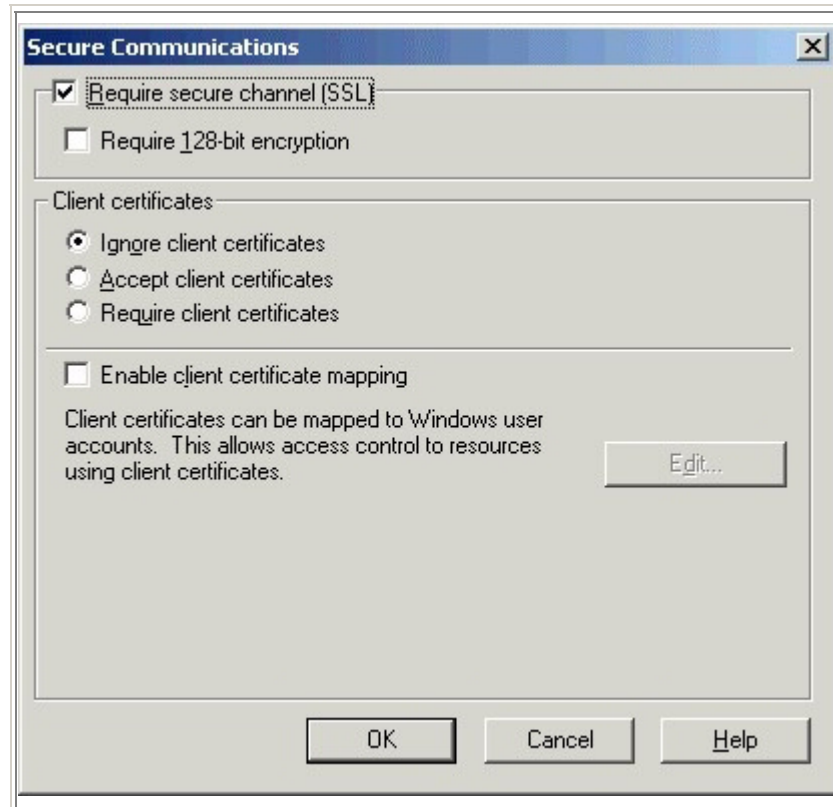 Secure Communications
Require secure channel (SSL)
Require 128-bit encryption
Client certificates
Ignore client certificates
Accept client certificates
Require client certificates
Enable client certificate mapping
Client certificates can be mapped to Windows user
accounts. This allows access control to resources
using client certificates.
Edit...
OK Cancel Help